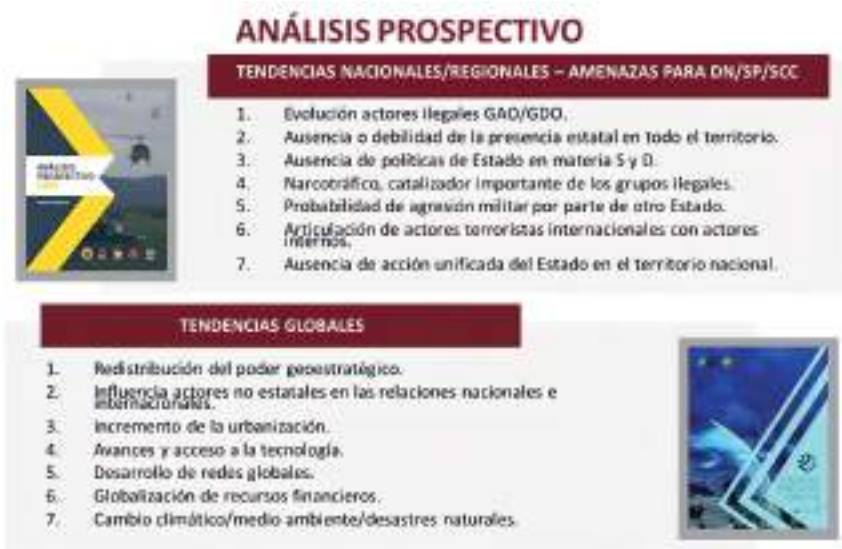 ANÁLISIS PROSPECTIVO
TENDENCIAS NACIONALES/REGIONALES – AMENAZAS PARA DN/SP/SCC
1. Evolución actores ilegales GAO/GDO.
2. Ausencia o debilidad de la presencia estatal en todo el territorio.
3. Ausencia de políticas de Estado en materia S y D.
4. Narcotráfico, catalizador importante de los grupos ilegales.
5. Probabilidad de agresión militar por parte de otro Estado.
6. Articulación de actores terroristas internacionales con actores
internos.
7. Ausencia de acción unificada del Estado en el territorio nacional.
ANÁLISIS
PROSPECTIVO
TENDENCIAS GLOBALES
1. Redistribución del poder geoestratégico.
2. Influencia actores no estatales en las relaciones nacionales e
internacionales.
3. Incremento de la urbanización.
4. Avances y acceso a la tecnología.
5. Desarrollo de redes globales.
6. Globalización de recursos financieros.
7. Cambio climático/medio ambiente/desastres naturales.